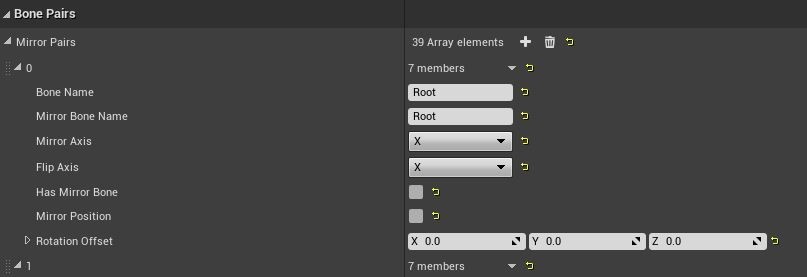 Bone Pairs
Mirror Pairs 39 Array elements
0 7 members
Bone Name Root
Mirror Bone Name Root
Mirror Axis X
Flip Axis X
Has Mirror Bone
Mirror Position
Rotation Offset X 0.0 Y 0.0 Z 0.0
1 7 members